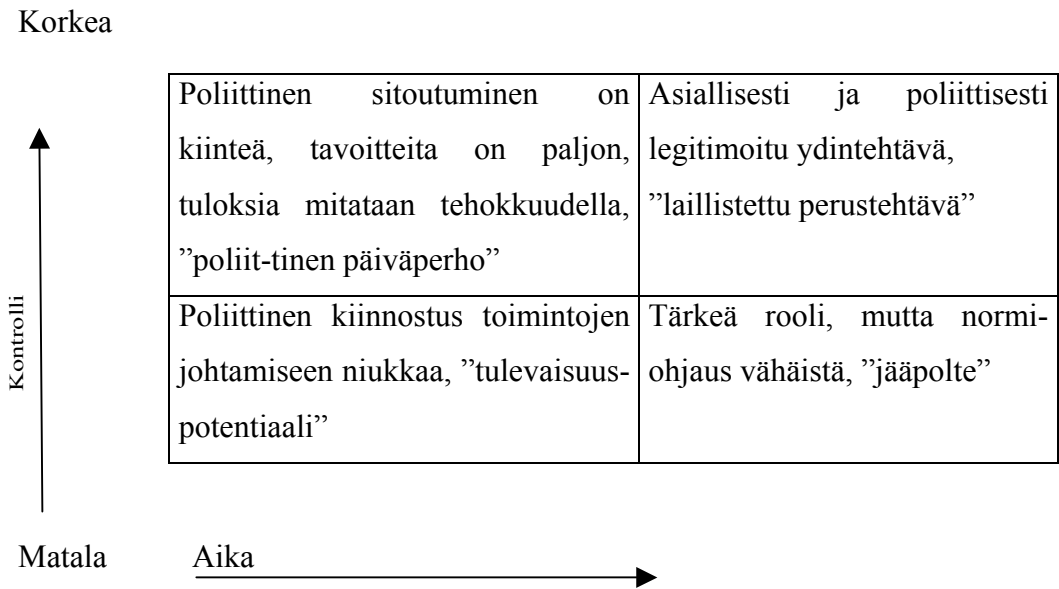 Korkea
Poliittinen sitoutuminen on
kiinteä, tavoitteita on paljon,
tuloksia mitataan tehokkuudella,
”poliit-tinen päiväperho”
Asiallisesti ja poliittisesti
legitimoitu ydintehtävä,
”laillistettu perustehtävä”
Kontrolli
Poliittinen kiinnostus toimintojen
johtamiseen niukkaa, ”tulevaisuus-
potentiaali”
Tärkeä rooli, mutta normi-
ohjaus vähäistä, ”jääpolte”
Matala
Aika